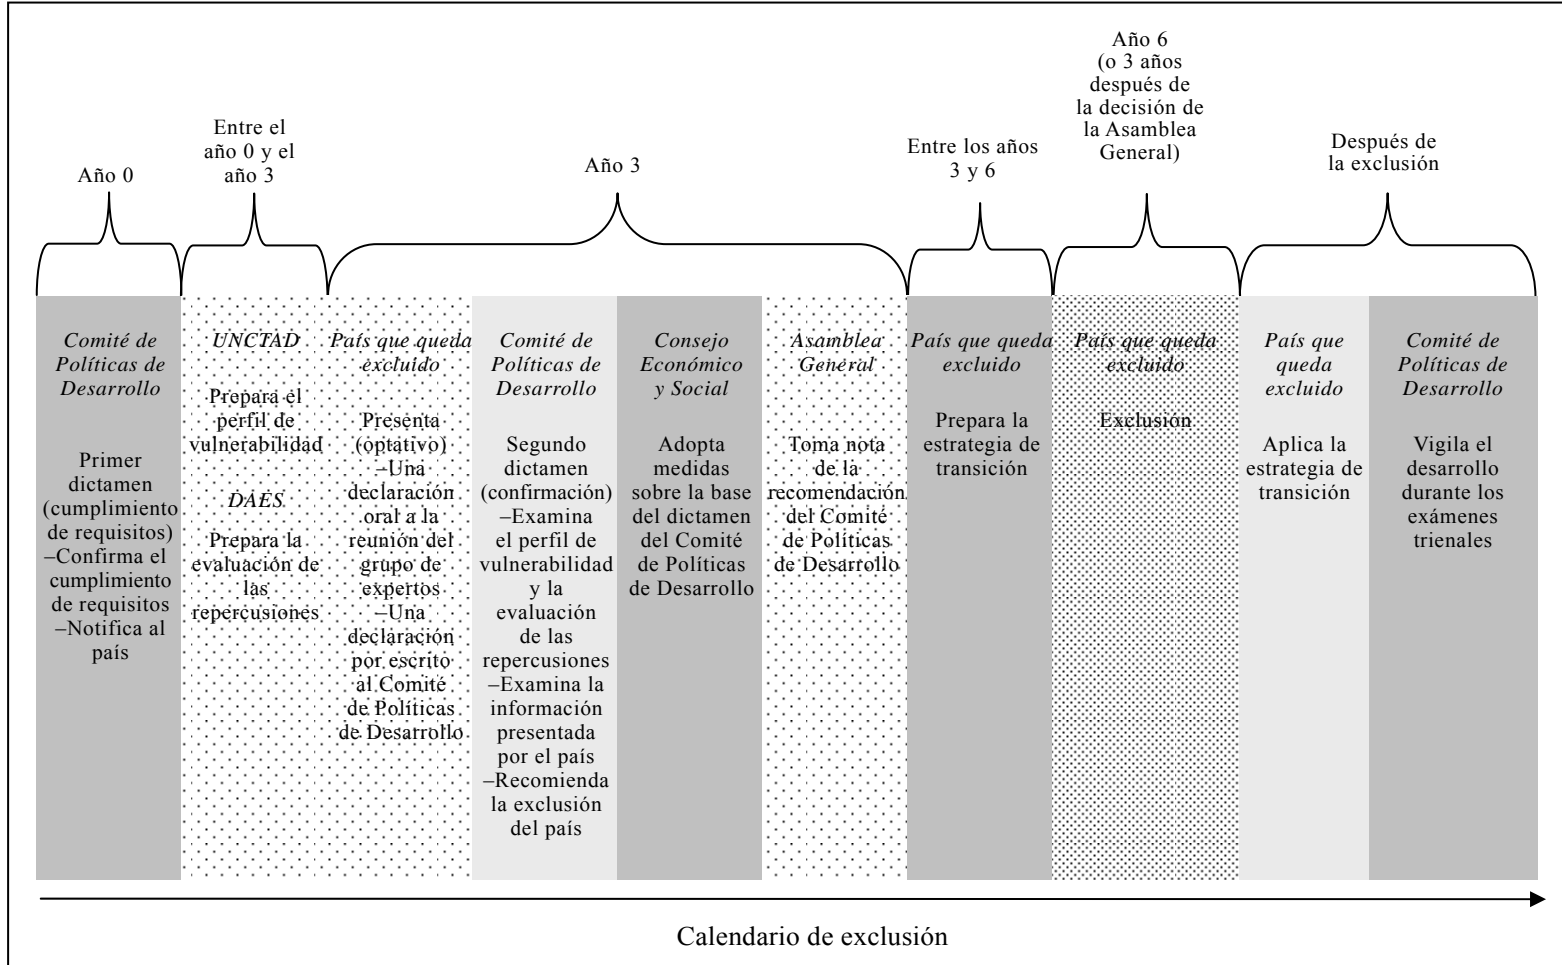 Año 0
Entre el
año 0 y el
año 3
Año 3
Entre los años
3 y 6
Año 6
(o 3 años
después de
la decisión de
la Asamblea
General)
Después de
la exclusión
Comité de
Políticas de
Desarrollo
Primer
dictamen
(cumplimiento
de requisitos)
–Confirma el
cumplimiento
de requisitos
–Notifica al
país
UNCTAD
Prepara el
perfil de
vulnerabilidad
DAES
Prepara la
evaluación de
las
repercusiones
País que queda
excluido
Presenta
(optativo)
–Una
declaración
oral a la
reunión del
grupo de
expertos
–Una
declaración
por escrito
al Comité
de Políticas
de Desarrollo
Comité de
Políticas de
Desarrollo
Segundo
dictamen
(confirmación)
–Examina
el perfil de
vulnerabilidad
y la
evaluación
de las
repercusiones
–Examina la
información
presentada
por el país
–Recomienda
la exclusión
del país
Consejo
Económico
y Social
Adopta
medidas
sobre la base
del dictamen
del Comité
de Políticas
de Desarrollo
Asamblea
General
Toma nota
de la
recomendación
del Comité
de Políticas
de Desarrollo
País que queda
excluido
Prepara la
estrategia de
transición
País que queda
excluido
Exclusión
País que
queda
excluido
Aplica la
estrategia de
transición
Comité de
Políticas de
Desarrollo
Vigila el
desarrollo
durante los
exámenes
trienales
Calendario de exclusión